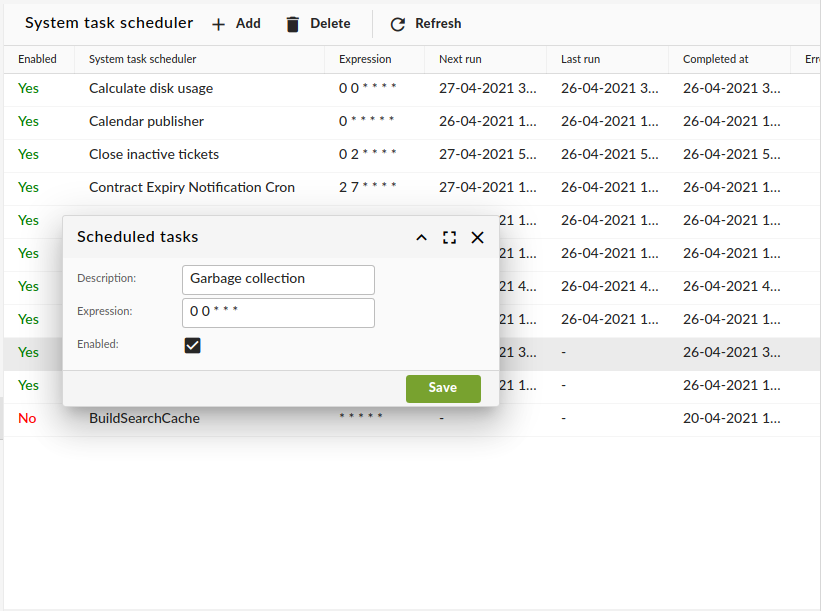 System task scheduler Add Delete Refresh
Enabled System task scheduler Expression Next run Last run Completed at Erro
Yes Calculate disk usage 0 0 * * * * 27-04-2021 3... 26-04-2021 3... 26-04-2021 3...
Yes Calendar publisher 0 * * * * * 26-04-2021 1... 26-04-2021 1... 26-04-2021 1...
Yes Close inactive tickets 0 2 * * * * 27-04-2021 5... 26-04-2021 5... 26-04-2021 5...
Yes Contract Expiry Notification Cron 2 7 * * * * 27-04-2021 1... 26-04-2021 1... 26-04-2021 1...
Yes 21 1... 26-04-2021 1... 26-04-2021 1...
Yes 21 1... 26-04-2021 1... 26-04-2021 1...
Yes 21 4... 26-04-2021 4... 26-04-2021 4...
Yes 21 1... 26-04-2021 1... 26-04-2021 1...
Yes 21 3... - 26-04-2021 3...
Yes 21 1... - 26-04-2021 1...
No BuildSearchCache * * * * * - - 20-04-2021 1...
Scheduled tasks
Description: Garbage collection
Expression: 0 0 * * *
Enabled:
Save